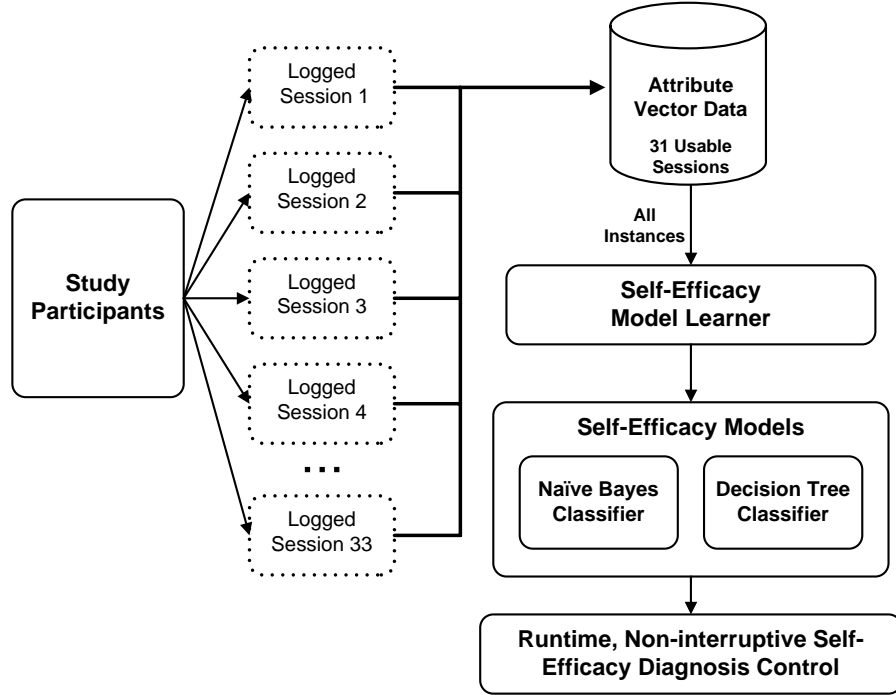 Study
Participants
Logged
Session 1
Logged
Session 2
Logged
Session 3
Logged
Session 4
...
Logged
Session 33
Attribute
Vector Data
31 Usable
Sessions
All
Instances
Self-Efficacy
Model Learner
Self-Efficacy Models
Naïve Bayes
Classifier
Decision Tree
Classifier
Runtime, Non-interruptive Self-
Efficacy Diagnosis Control